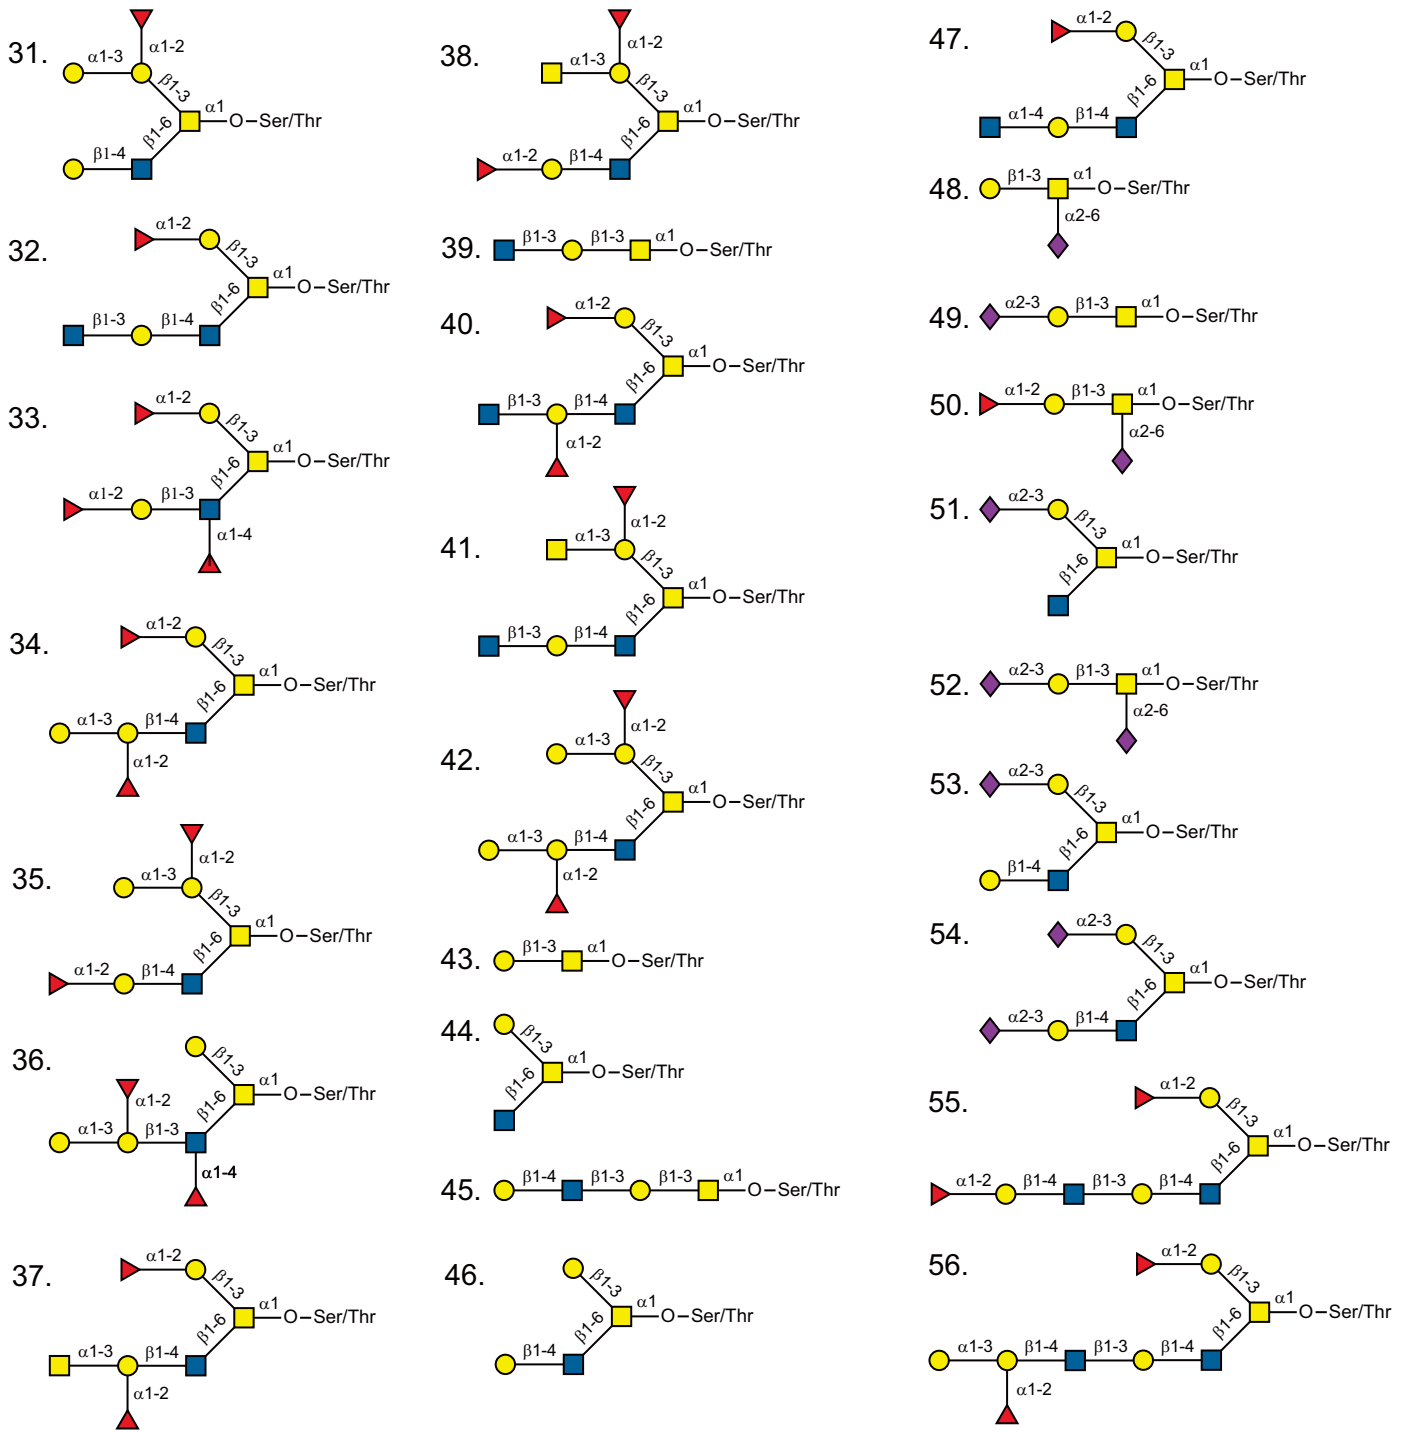 31.
α1-2
α1-3
β1-3
α1
O–Ser/Thr
β1-6
β1-4
32.
α1-2
β1-3
α1
O–Ser/Thr
β1-6
β1-3
β1-4
33.
α1-2
β1-3
α1
O–Ser/Thr
β1-6
α1-2
β1-3
α1-4
34.
α1-2
β1-3
α1
O–Ser/Thr
β1-6
α1-3
β1-4
α1-2
35.
α1-2
α1-3
β1-3
α1
O–Ser/Thr
β1-6
α1-2
β1-4
36.
β1-3
α1
O–Ser/Thr
β1-6
α1-2
α1-3
β1-3
α1-4
37.
α1-2
β1-3
α1
O–Ser/Thr
β1-6
α1-3
β1-4
α1-2
38.
α1-2
α1-3
β1-3
α1
O–Ser/Thr
β1-6
α1-2
β1-4
39.
β1-3
β1-3
α1
O–Ser/Thr
40.
α1-2
β1-3
α1
O–Ser/Thr
β1-6
β1-3
β1-4
α1-2
41.
α1-2
α1-3
β1-3
α1
O–Ser/Thr
β1-6
β1-3
β1-4
42.
α1-2
α1-3
β1-3
α1
O–Ser/Thr
β1-6
α1-3
β1-4
α1-2
43.
β1-3
α1
O–Ser/Thr
44.
β1-3
α1
O–Ser/Thr
β1-6
45.
β1-4
β1-3
β1-3
α1
O–Ser/Thr
46.
β1-3
α1
O–Ser/Thr
β1-6
β1-4
47.
α1-2
β1-3
α1
O–Ser/Thr
β1-6
α1-4
β1-4
48.
β1-3
α1
O–Ser/Thr
α2-6
49.
α2-3
β1-3
α1
O–Ser/Thr
50.
α1-2
β1-3
α1
O–Ser/Thr
α2-6
51.
α2-3
β1-3
α1
O–Ser/Thr
β1-6
52.
α2-3
β1-3
α1
O–Ser/Thr
α2-6
53.
α2-3
β1-3
α1
O–Ser/Thr
β1-6
β1-4
54.
α2-3
β1-3
α1
O–Ser/Thr
β1-6
α2-3
β1-4
55.
α1-2
β1-3
α1
O–Ser/Thr
β1-6
α1-2
β1-4
β1-3
β1-4
56.
α1-2
β1-3
α1
O–Ser/Thr
β1-6
α1-3
β1-4
β1-3
β1-4
α1-2